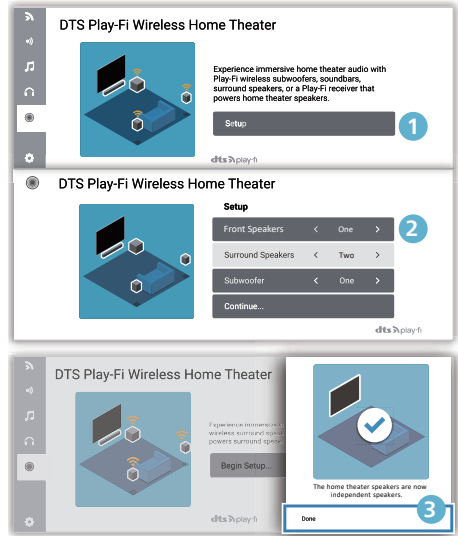 DTS Play-Fi Wireless Home Theater
Experience immersive home theater audio with
Play-Fi wireless subwoofers, soundbars,
surround speakers, or a Play-Fi receiver that
powers home theater speakers.
Setup
1
dts play-fi
DTS Play-Fi Wireless Home Theater
Setup
Front Speakers < One >
2
Surround Speakers < Two >
Subwoofer < One >
Continue...
dts play-fi
DTS Play-Fi Wireless Home Theater
Experience immersive
wireless surround
powers surround
Begin Setup...
dts play-fi
The home theater speakers are now
independent speakers.
3
Done